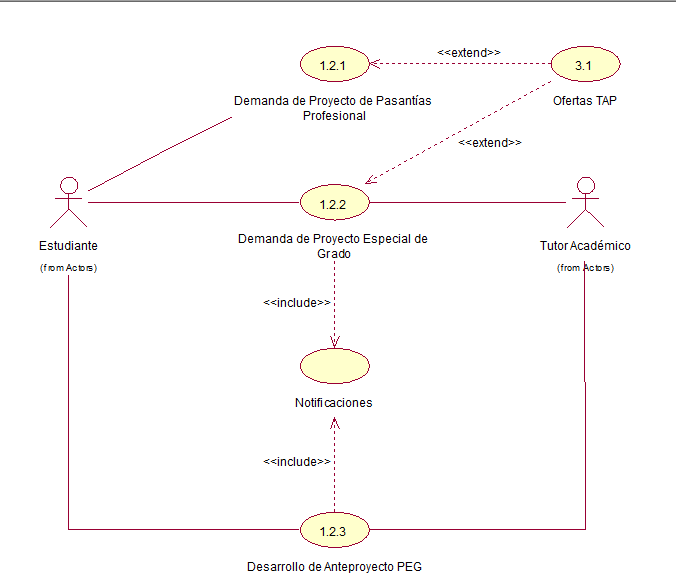 <<extend>>
1.2.1
3.1
Demanda de Proyecto de Pasantías
Profesional
Ofertas TAP
<<extend>>
1.2.2
Estudiante
(from Actors)
Demanda de Proyecto Especial de
Grado
Tutor Académico
(from Actors)
<<include>>
Notificaciones
<<include>>
1.2.3
Desarrollo de Anteproyecto PEG